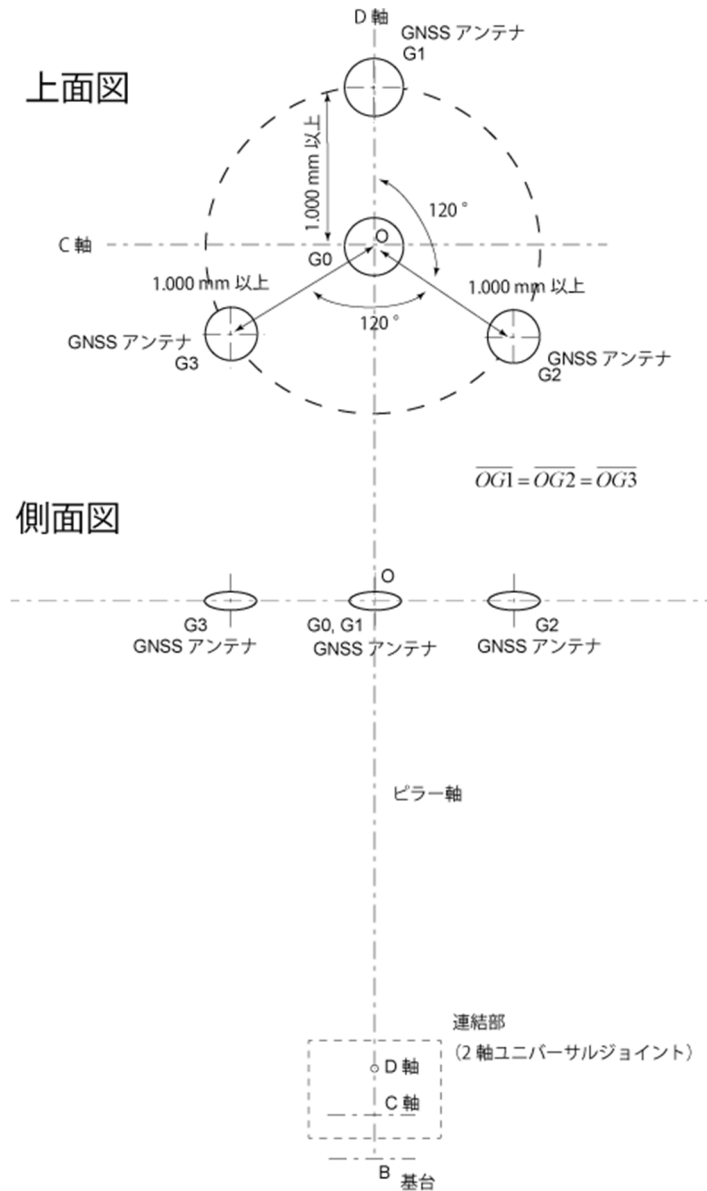 D 軸
GNSS アンテナ
G1
上面図
1.000 mm 以上
120 °
C 軸
O
G0
1.000 mm 以上
1.000 mm 以上
120 °
GNSS アンテナ
G3
GNSS アンテナ
G2
OG1 = OG2 = OG3
側面図
O
G3
GNSS アンテナ
G0, G1
GNSS アンテナ
G2
GNSS アンテナ
ピラー軸
連結部
(2 軸ユニバーサルジョイント)
D 軸
C 軸
B 基台